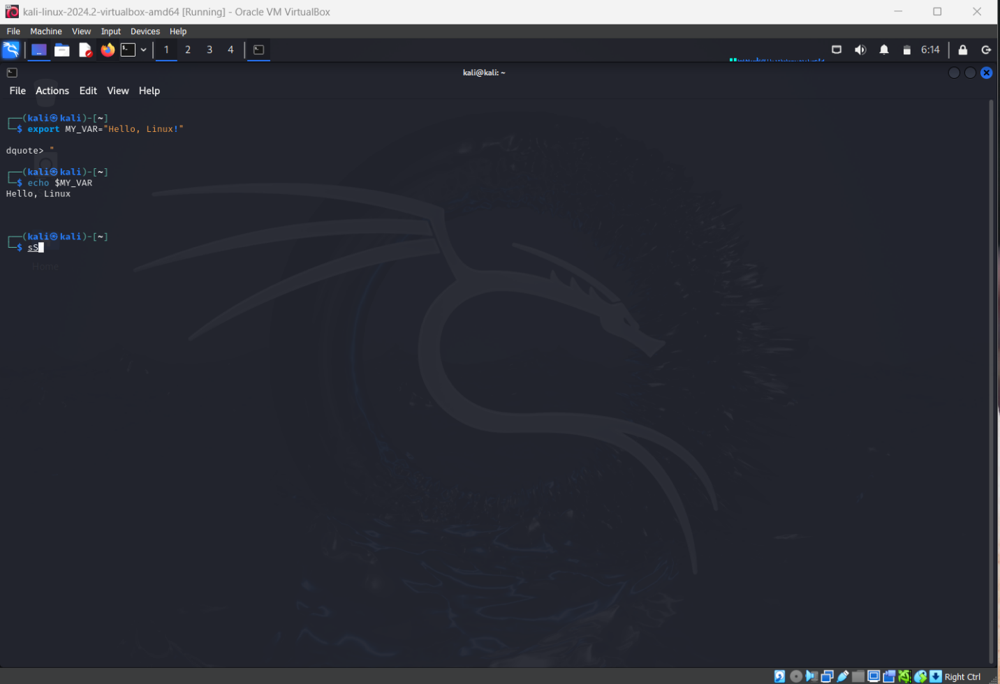 kali-linux-2024.2-virtualbox-amd64 [Running] - Oracle VM VirtualBox
File Machine View Input Devices Help
1 2 3 4 6:14
kali@kali: ~
File Actions Edit View Help
┌──(kali㉿kali)-[~]
└─$ export MY_VAR="Hello, Linux!"
dquote> "
┌──(kali㉿kali)-[~]
└─$ echo $MY_VAR
Hello, Linux
┌──(kali㉿kali)-[~]
└─$ sS
Home
Right Ctrl